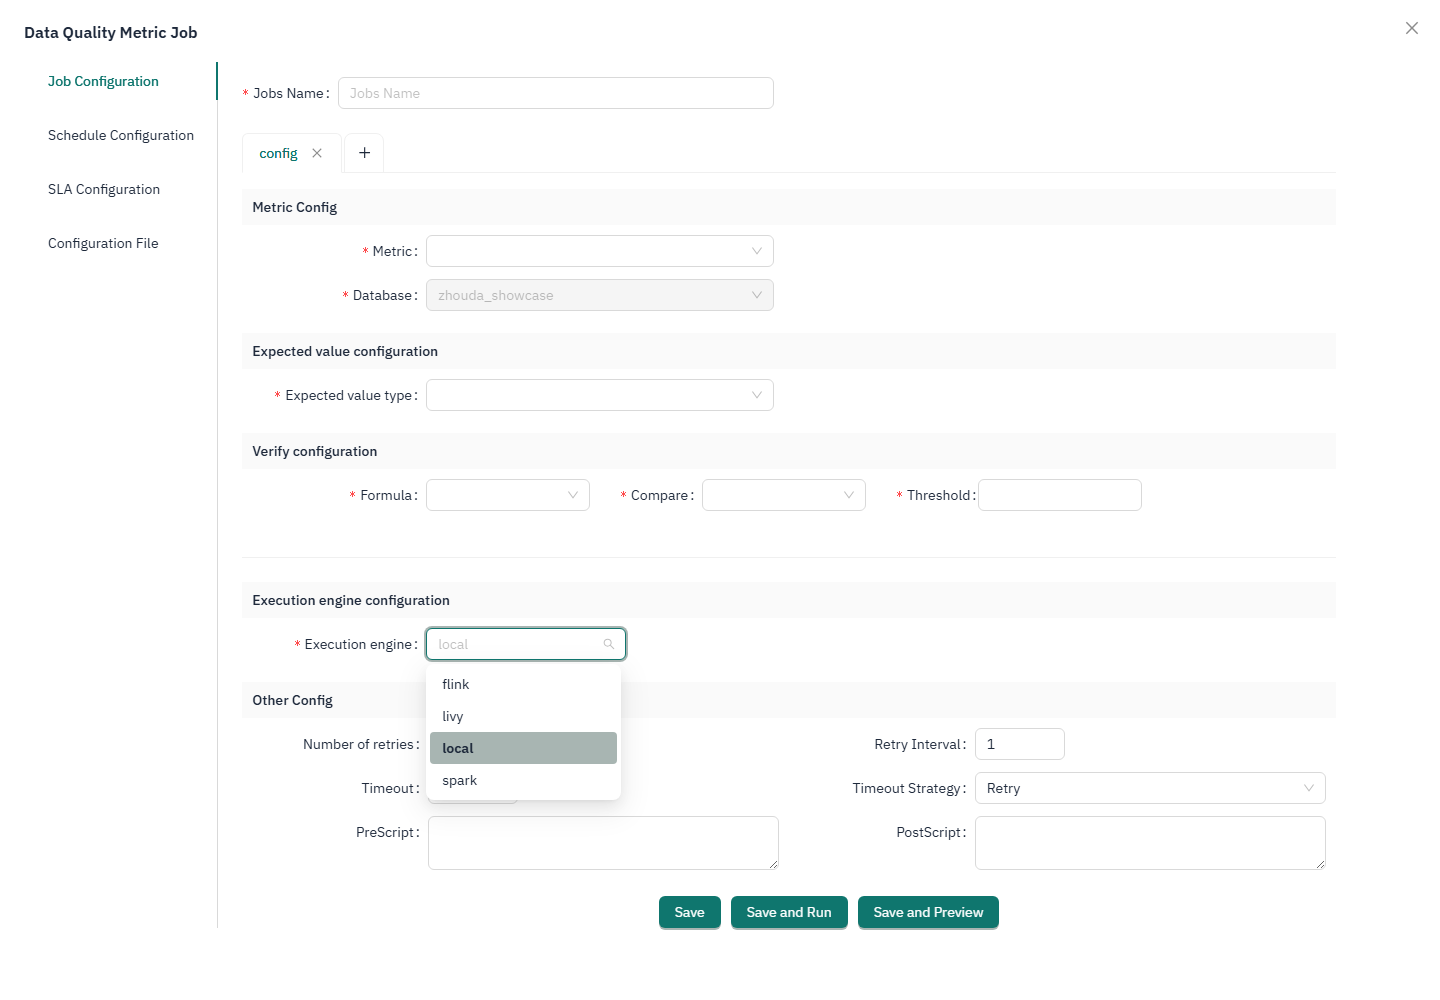 Data Quality Metric Job
Job Configuration
Schedule Configuration
SLA Configuration
Configuration File
* Jobs Name: Jobs Name
config
Metric Config
* Metric:
* Database: zhouda_showcase
Expected value configuration
* Expected value type:
Verify configuration
* Formula: * Compare: * Threshold:
Execution engine configuration
* Execution engine: local
flink
livy
local
spark
Other Config
Number of retries: Retry Interval: 1
Timeout: Timeout Strategy: Retry
PreScript: PostScript:
Save Save and Run Save and Preview